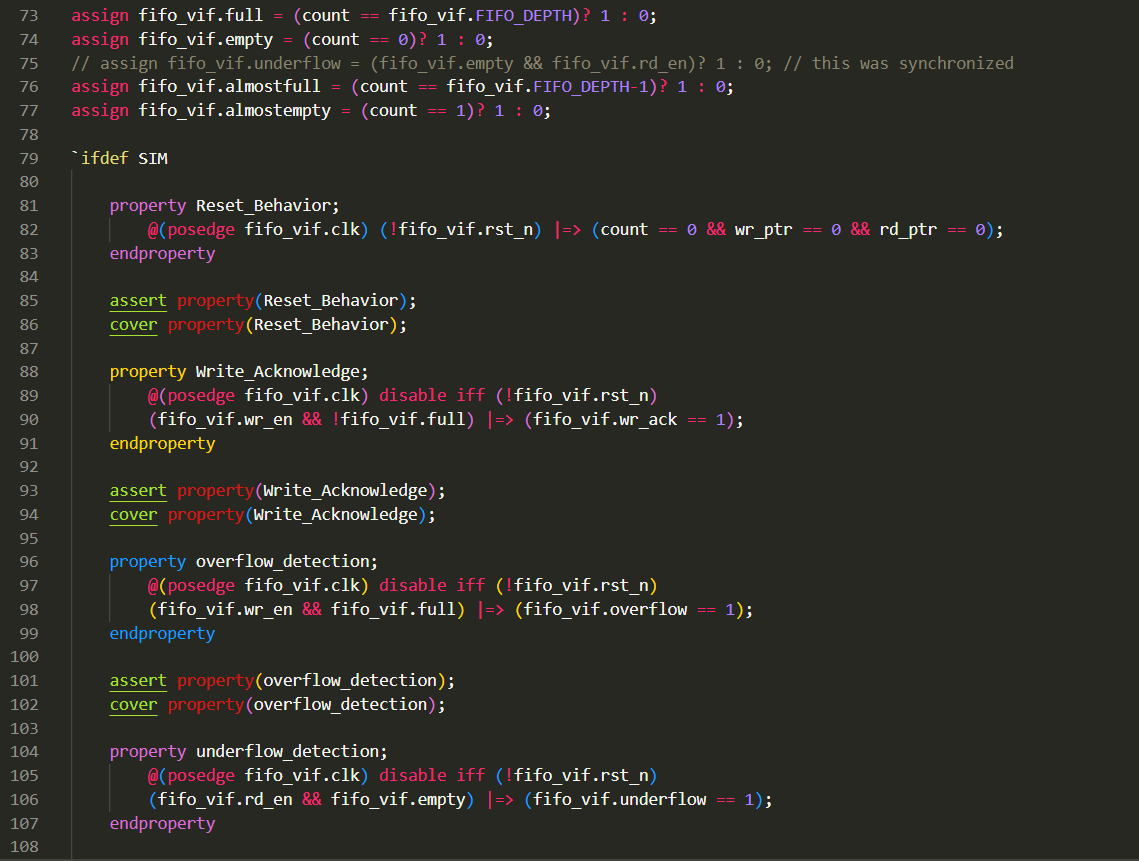 73 assign fifo_vif.full = (count == fifo_vif.FIFO_DEPTH)? 1 : 0;
74 assign fifo_vif.empty = (count == 0)? 1 : 0;
75 // assign fifo_vif.underflow = (fifo_vif.empty && fifo_vif.rd_en)? 1 : 0; // this was synchronized
76 assign fifo_vif.almostfull = (count == fifo_vif.FIFO_DEPTH-1)? 1 : 0;
77 assign fifo_vif.almostempty = (count == 1)? 1 : 0;
78
79 `ifdef SIM
80
81 property Reset_Behavior;
82 @(posedge fifo_vif.clk) (!fifo_vif.rst_n) |=> (count == 0 && wr_ptr == 0 && rd_ptr == 0);
83 endproperty
84
85 assert property(Reset_Behavior);
86 cover property(Reset_Behavior);
87
88 property Write_Acknowledge;
89 @(posedge fifo_vif.clk) disable iff (!fifo_vif.rst_n)
90 (fifo_vif.wr_en && !fifo_vif.full) |=> (fifo_vif.wr_ack == 1);
91 endproperty
92
93 assert property(Write_Acknowledge);
94 cover property(Write_Acknowledge);
95
96 property overflow_detection;
97 @(posedge fifo_vif.clk) disable iff (!fifo_vif.rst_n)
98 (fifo_vif.wr_en && fifo_vif.full) |=> (fifo_vif.overflow == 1);
99 endproperty
100
101 assert property(overflow_detection);
102 cover property(overflow_detection);
103
104 property underflow_detection;
105 @(posedge fifo_vif.clk) disable iff (!fifo_vif.rst_n)
106 (fifo_vif.rd_en && fifo_vif.empty) |=> (fifo_vif.underflow == 1);
107 endproperty
108